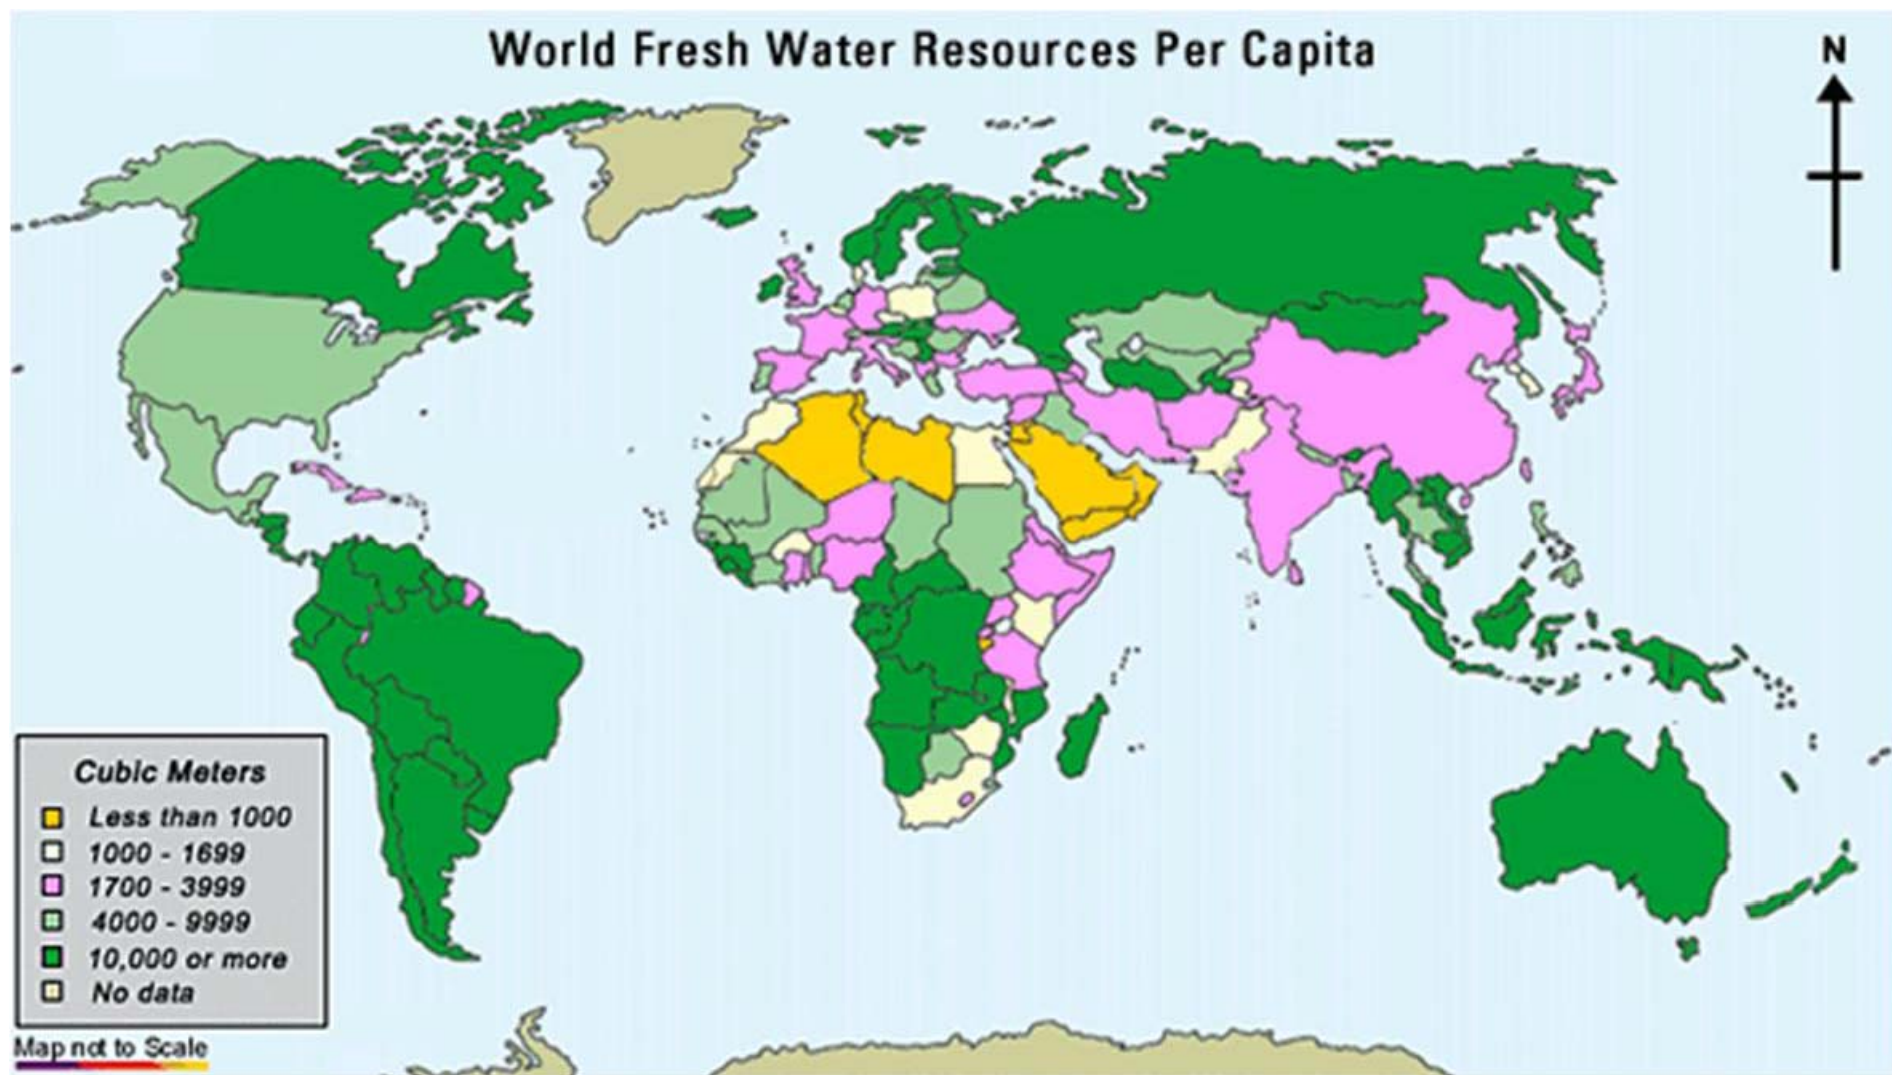 World Fresh Water Resources Per Capita
N
Cubic Meters
Less than 1000
1000 - 1699
1700 - 3999
4000 - 9999
10,000 or more
No data
Map not to Scale